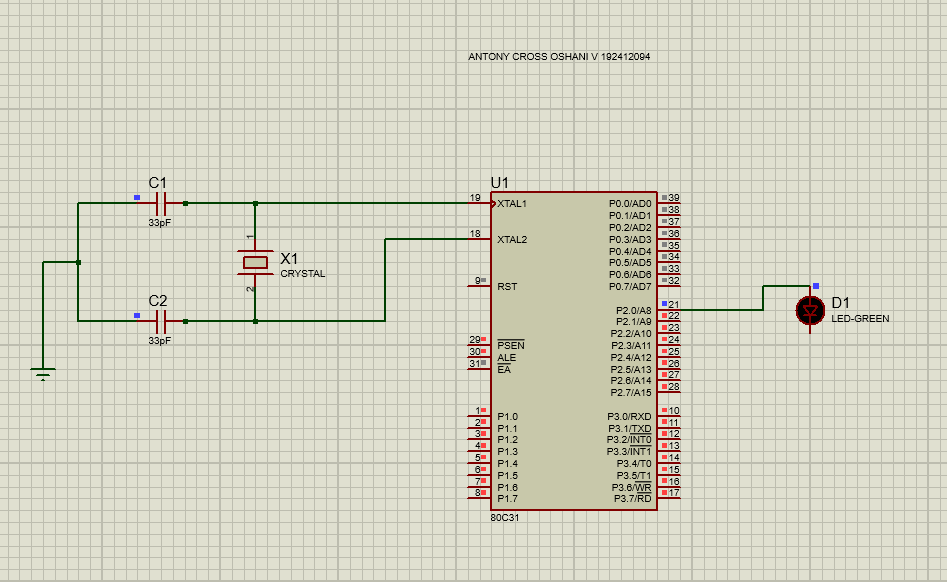 ANTONY CROSS OSHANI V 192412094
C1
33pF
C2
33pF
1
2
X1
CRYSTAL
U1
19 XTAL1
18 XTAL2
9 RST
29 PSEN
30 ALE
31 EA
1 P1.0
2 P1.1
3 P1.2
4 P1.3
5 P1.4
6 P1.5
7 P1.6
8 P1.7
P0.0/AD0 39
P0.1/AD1 38
P0.2/AD2 37
P0.3/AD3 36
P0.4/AD4 35
P0.5/AD5 34
P0.6/AD6 33
P0.7/AD7 32
P2.0/A8 21
P2.1/A9 22
P2.2/A10 23
P2.3/A11 24
P2.4/A12 25
P2.5/A13 26
P2.6/A14 27
P2.7/A15 28
P3.0/RXD 10
P3.1/TXD 11
P3.2/INT0 12
P3.3/INT1 13
P3.4/T0 14
P3.5/T1 15
P3.6/WR 16
P3.7/RD 17
80C31
D1
LED-GREEN